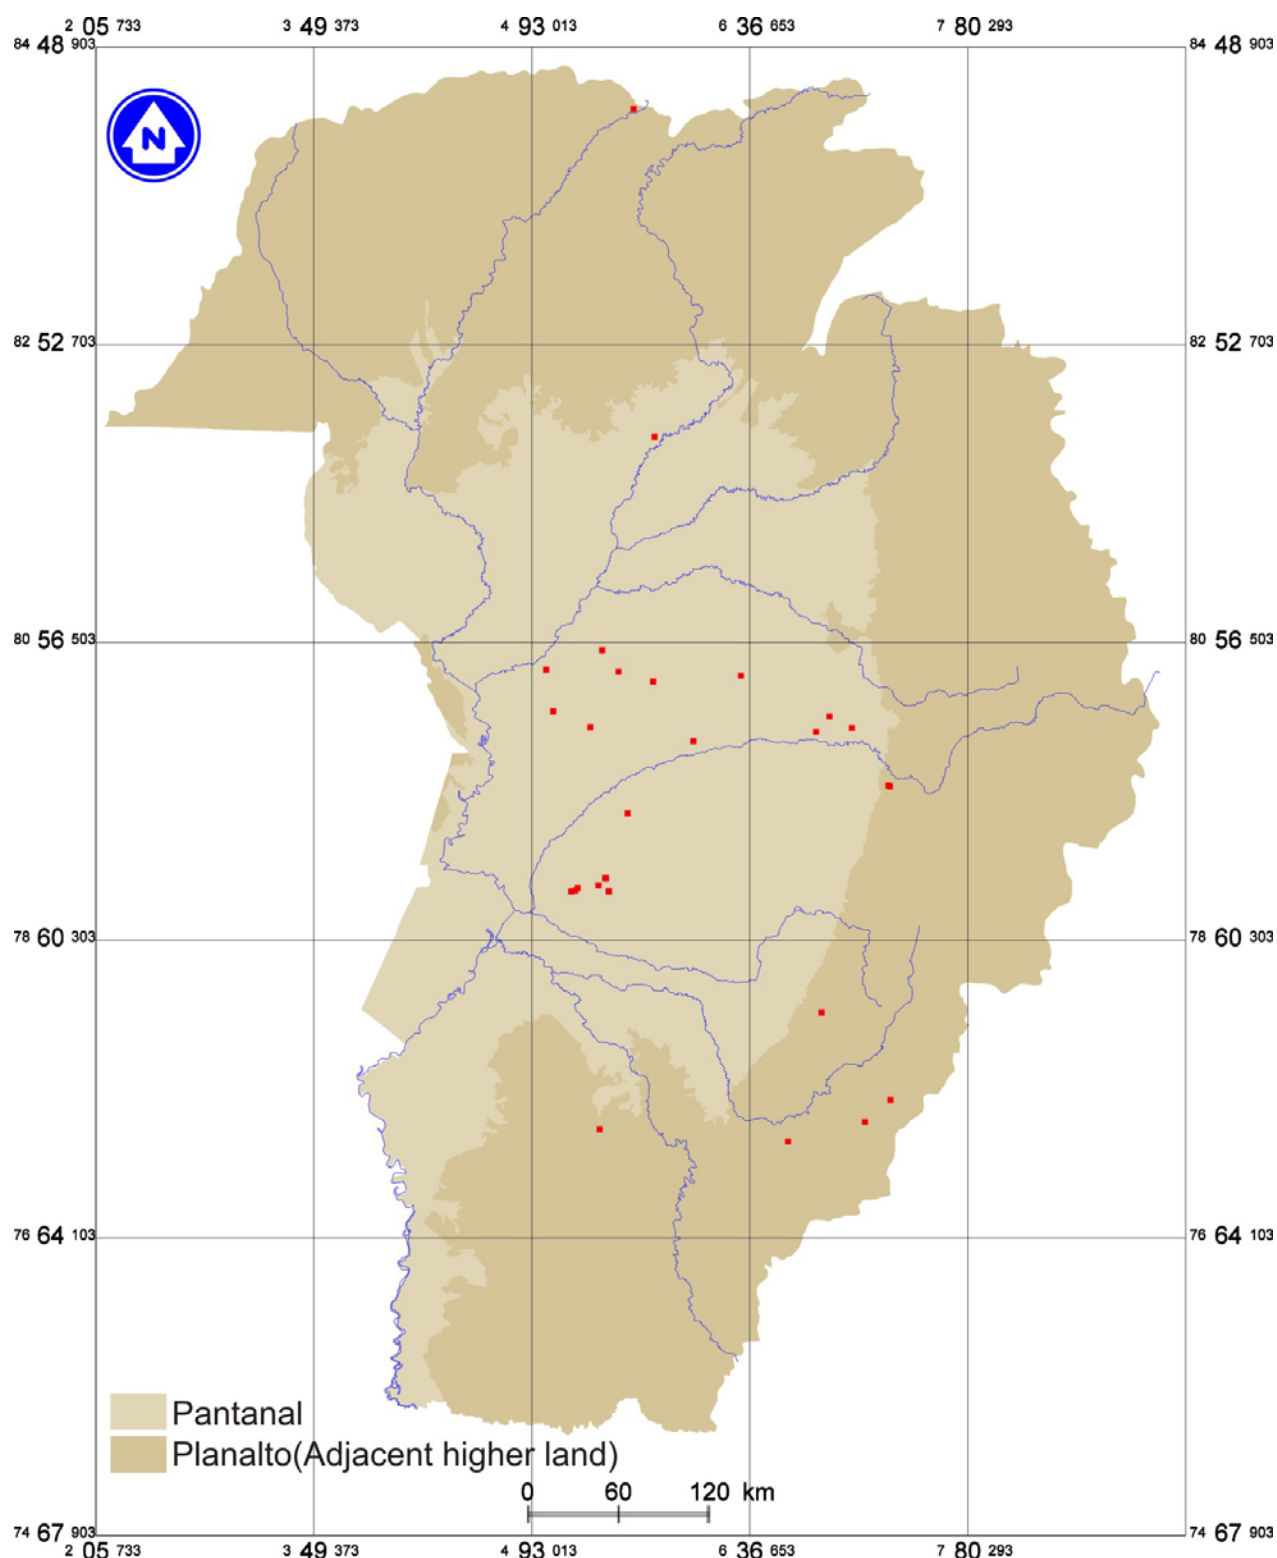 2 05 733 3 49 373 4 93 013 6 36 653 7 80 293
84 48 903 84 48 903
N
82 52 703 82 52 703
80 56 503 80 56 503
78 60 303 78 60 303
76 64 103 76 64 103
Pantanal
Planalto(Adjacent higher land)
0 60 120 km
74 67 903 74 67 903
2 05 733 3 49 373 4 93 013 6 36 653 7 80 293